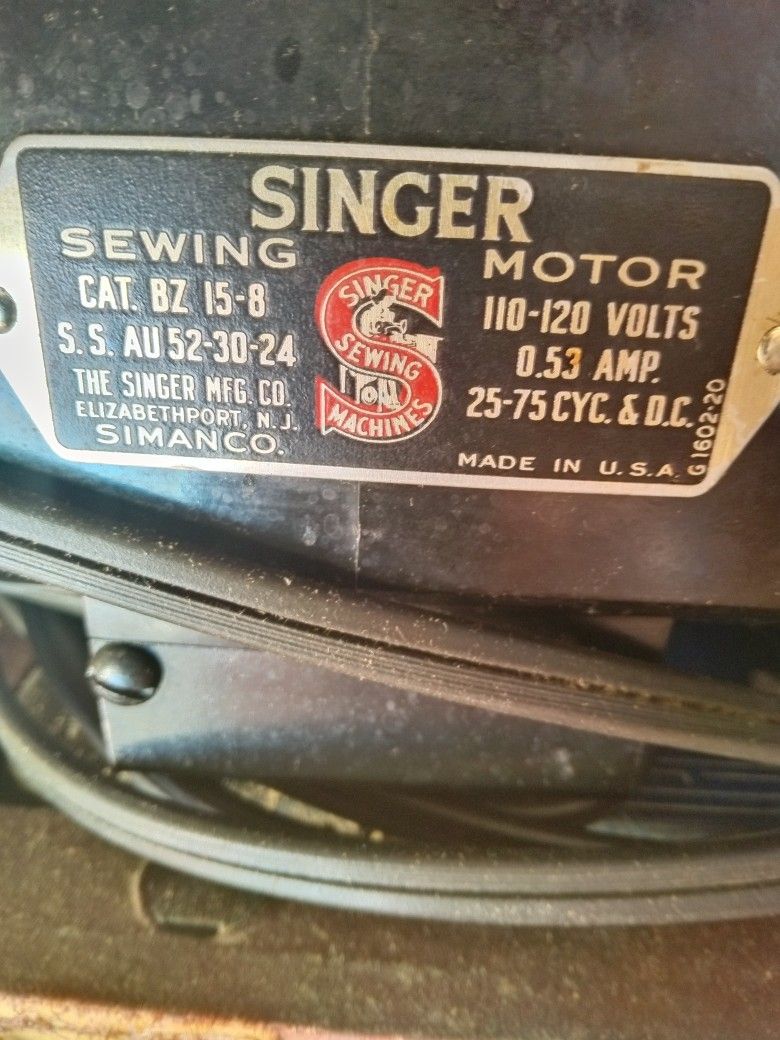 SINGER
SEWING
CAT. BZ 15-8
S.S. AU 52-30-24
THE SINGER MFG. CO.
ELIZABETHPORT, N. J.
SIMANCO.
SINGER
SEWING
MACHINES
MOTOR
110-120 VOLTS
0.53 AMP.
25-75 CYC. & D.C.
MADE IN U.S.A.
G 1602-20